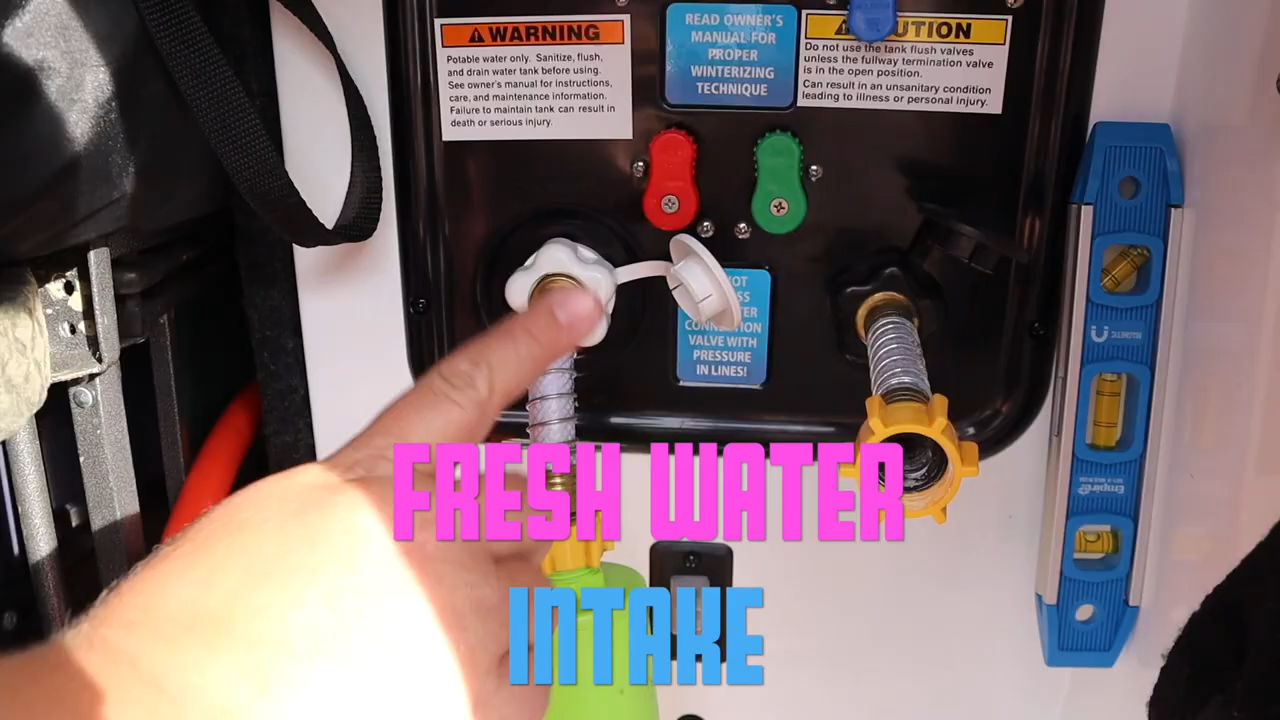 WARNING
Potable water only. Sanitize, flush,
and drain water tank before using.
See owner's manual for instructions,
care, and maintenance information.
Failure to maintain tank can result in
death or serious injury.
READ OWNER'S
MANUAL FOR
PROPER
WINTERIZING
TECHNIQUE
UTION
Do not use the tank flush valves
unless the fullway termination valve
is in the open position.
Can result in an unsanitary condition
leading to illness or personal injury.
VALVE WITH
PRESSURE
IN LINES!
MAGNETIC
Empire
FRESH WATER
INTAKE